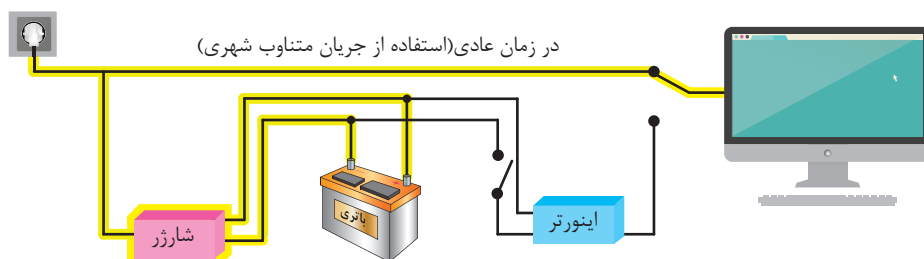 در زمان عادی(استفاده از جریان متناوب شهری)
شارژر
باتری
اینورتر